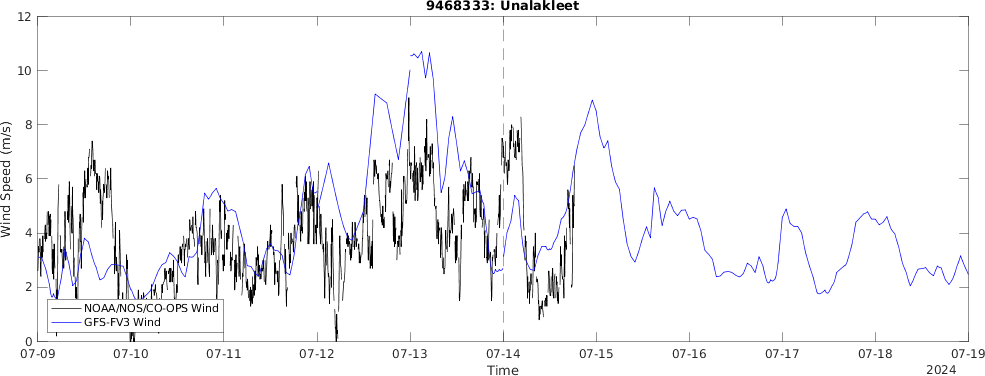 9468333: Unalakleet
12
10
8
6
4
2
0
Wind Speed (m/s)
NOAA/NOS/CO-OPS Wind
GFS-FV3 Wind
07-09 07-10 07-11 07-12 07-13 07-14 07-15 07-16 07-17 07-18 07-19
Time
2024